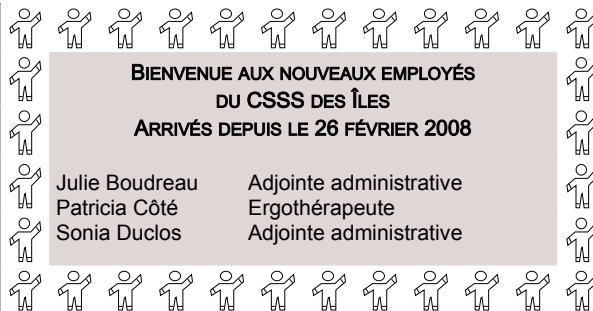 BIENVENUE AUX NOUVEAUX EMPLOYÉS
DU CSSS DES ÎLES
ARRIVÉS DEPUIS LE 26 FÉVRIER 2008
Julie Boudreau Adjointe administrative
Patricia Côté Ergothérapeute
Sonia Duclos Adjointe administrative